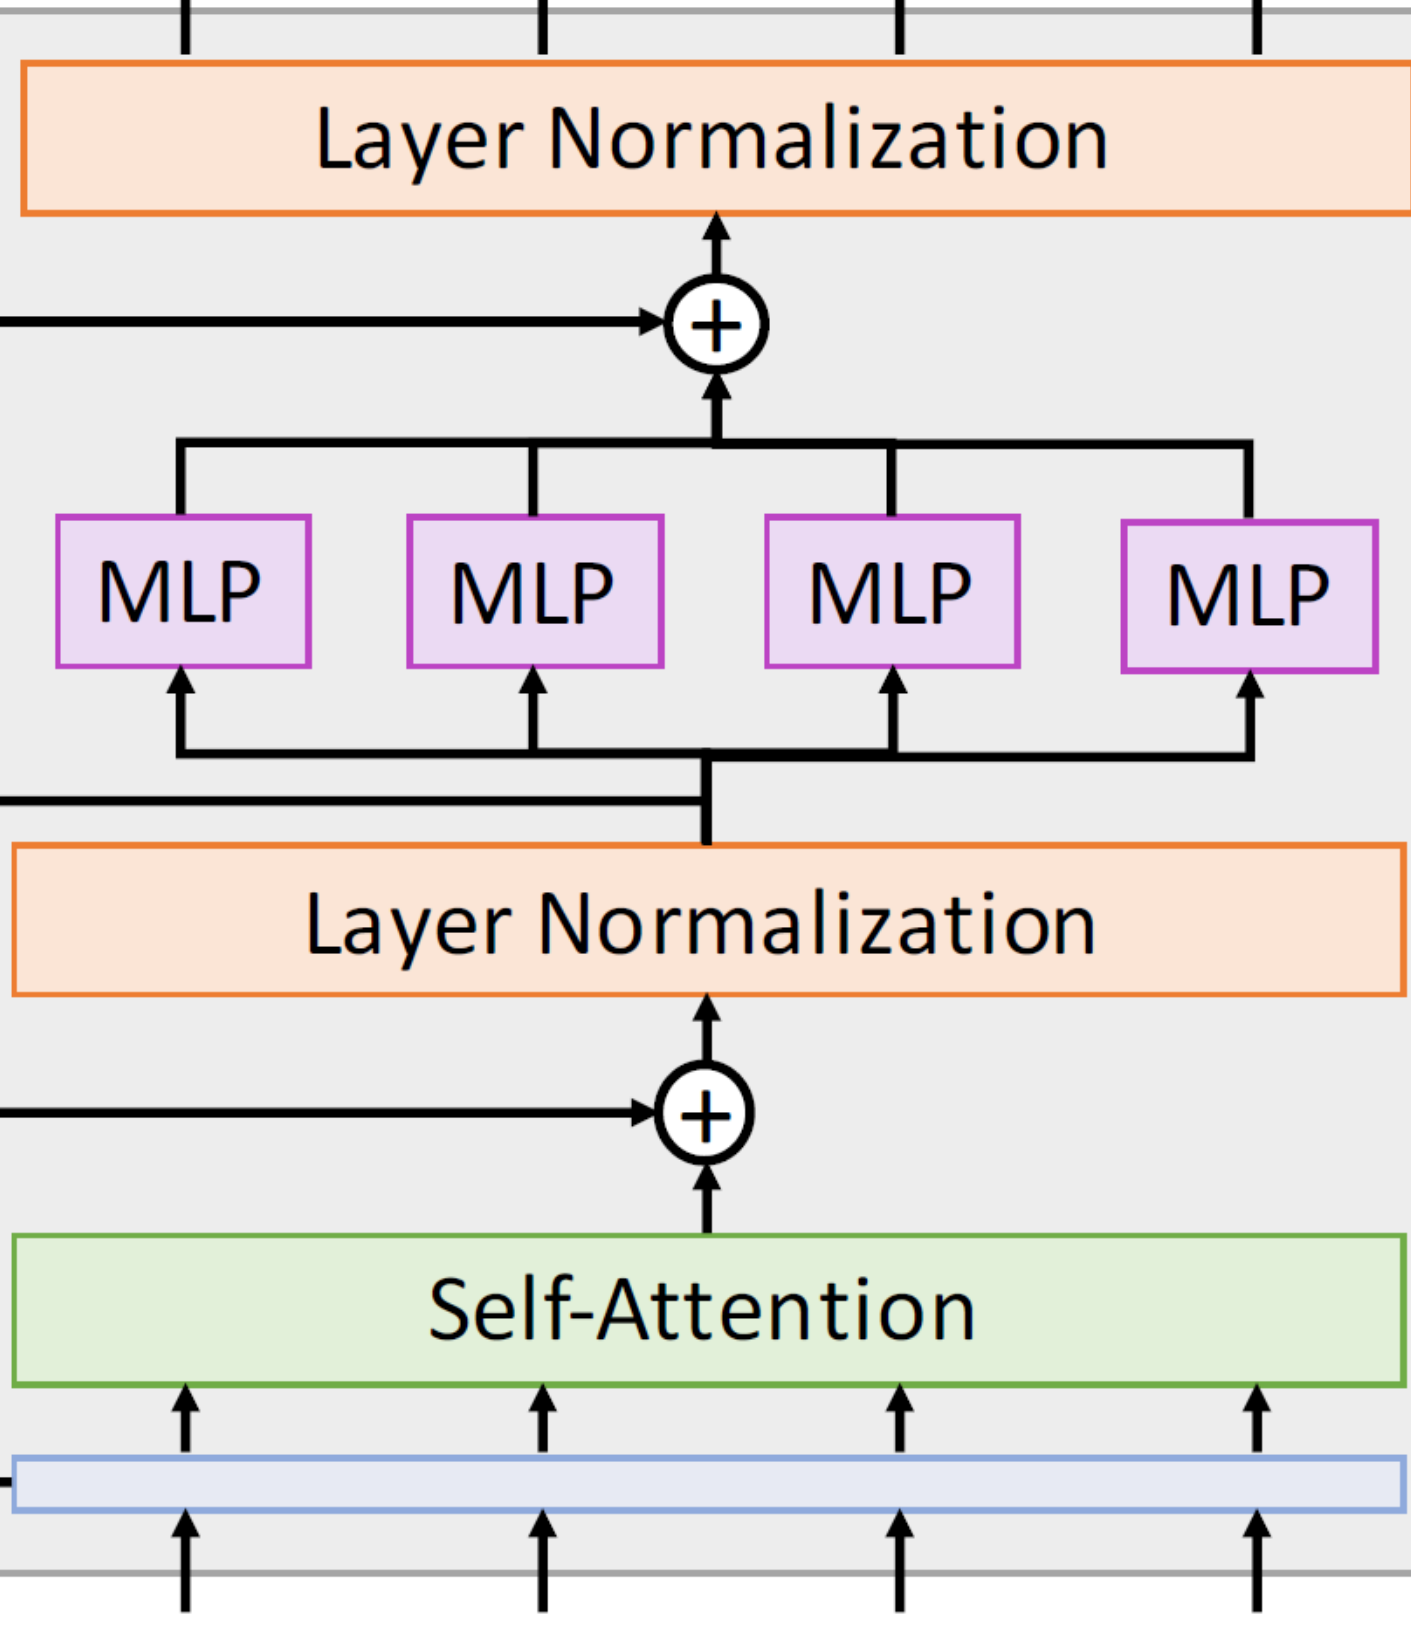 Layer Normalization
+
MLP MLP MLP MLP
Layer Normalization
+
Self-Attention